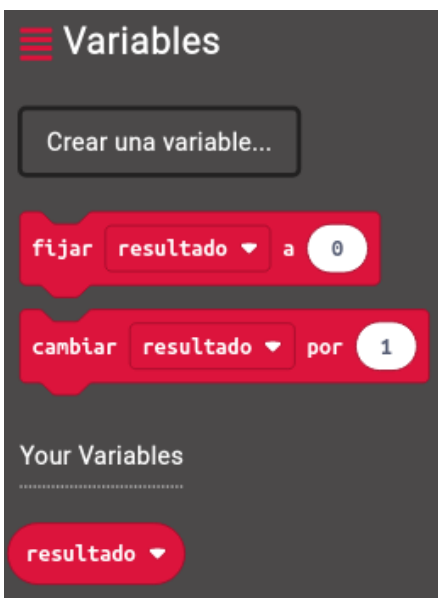 Variables
Crear una variable...
fijar resultado a 0
cambiar resultado por 1
Your Variables
resultado